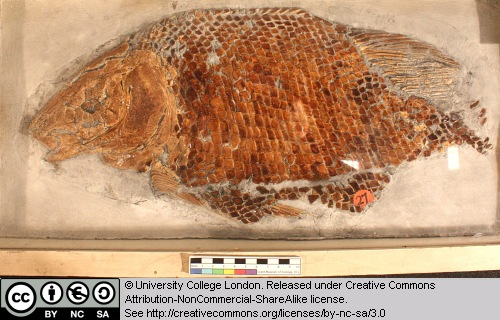 27
BY NC SA
© University College London. Released under Creative Commons
Attribution-NonCommercial-ShareAlike license.
See http://creativecommons.org/licenses/by-nc-sa/3.0